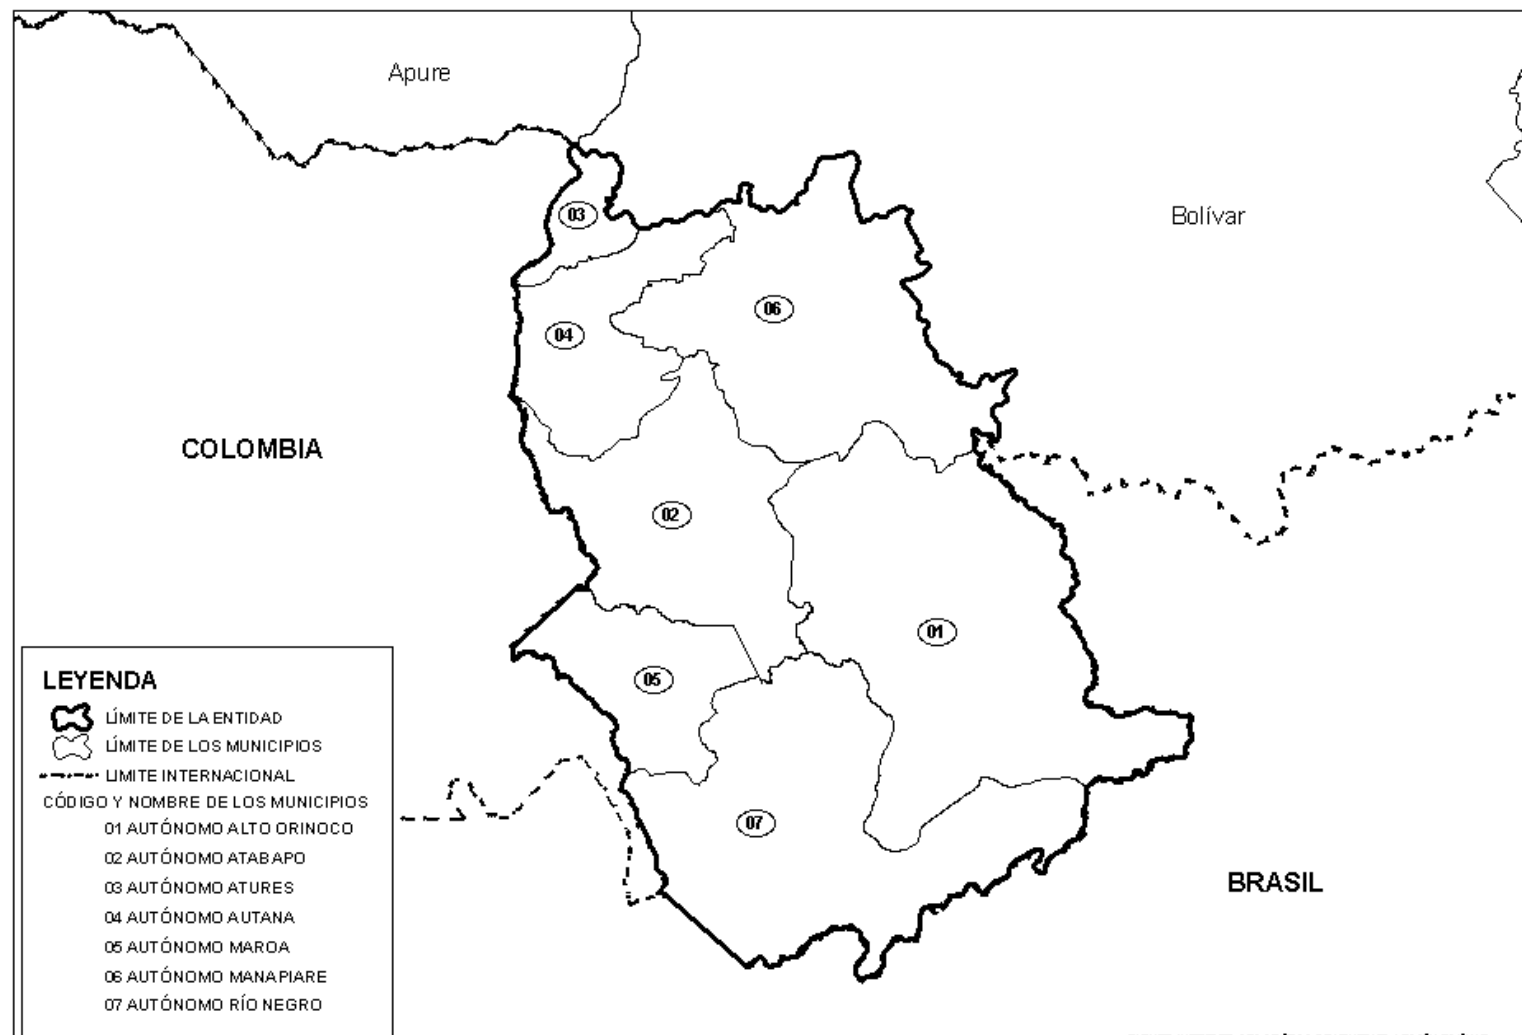 Apure
Bolívar
03
06
04
COLOMBIA
02
01
05
07
BRASIL
LEYENDA
LÍMITE DE LA ENTIDAD
LÍMITE DE LOS MUNICIPIOS
LIMITE INTERNACIONAL
CÓDIGO Y NOMBRE DE LOS MUNICIPIOS
01 AUTÓNOMO ALTO ORINOCO
02 AUTÓNOMO ATABAPO
03 AUTÓNOMO ATURES
04 AUTÓNOMO AUTANA
05 AUTÓNOMO MAROA
06 AUTÓNOMO MANAPIARE
07 AUTÓNOMO RÍO NEGRO